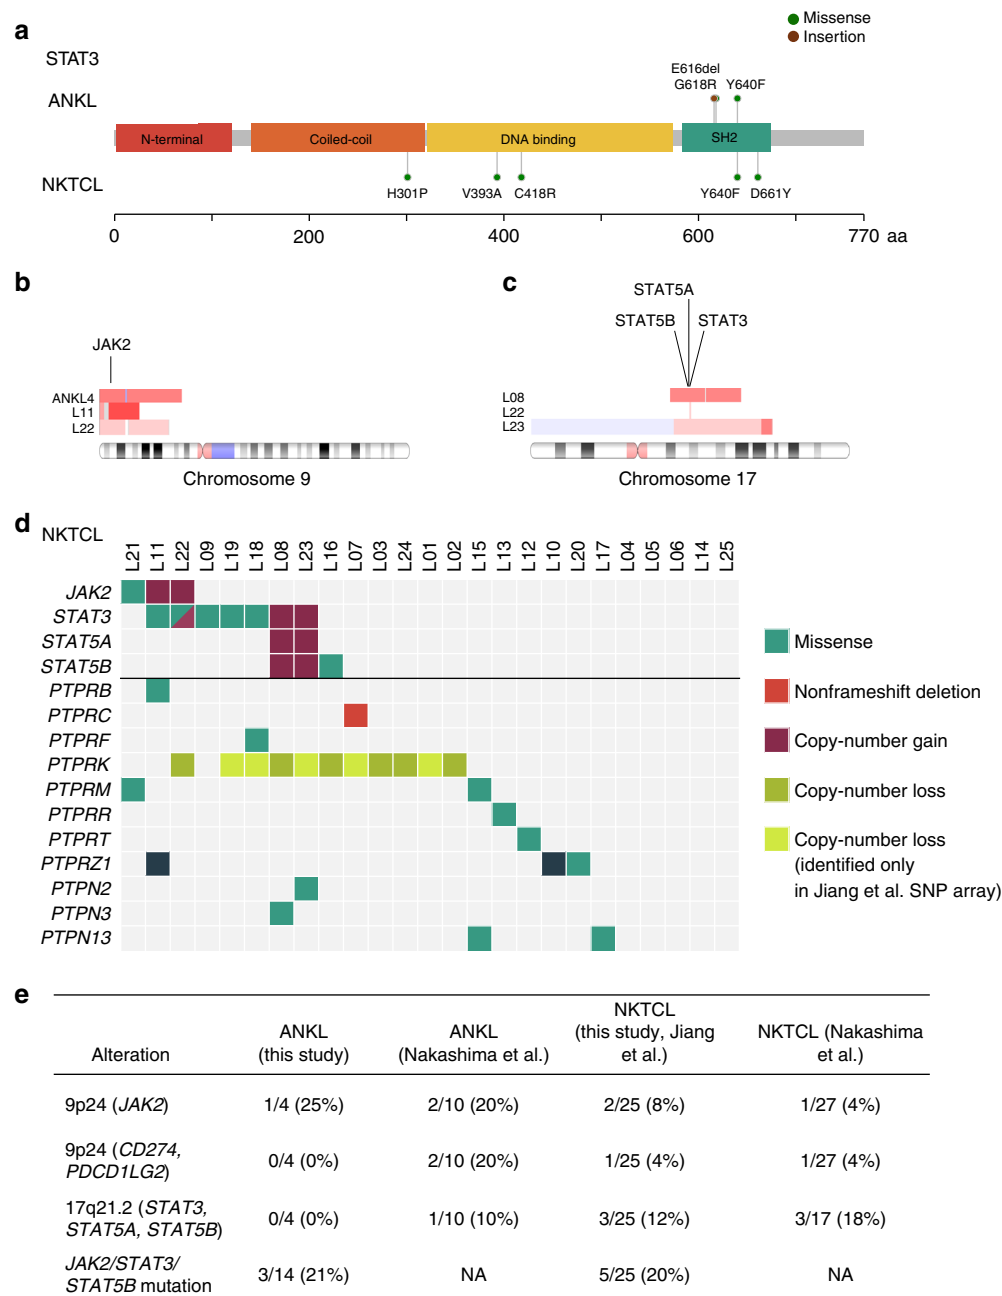 a
Missense
Insertion
STAT3
ANKL
E616del
G618R
Y640F
N-terminal
Coiled-coil
DNA binding
SH2
NKTCL
H301P
V393A
C418R
Y640F
D661Y
0
200
400
600
770
aa
b
JAK2
ANKL4
L11
L22
Chromosome 9
c
STAT5A
STAT5B
STAT3
L08
L22
L23
Chromosome 17
d
NKTCL
L21 L11 L22 L09 L19 L18 L08 L23 L16 L07 L03 L24 L01 L02 L15 L13 L12 L10 L20 L17 L04 L05 L06 L14 L25
JAK2
STAT3
STAT5A
STAT5B
PTPRB
PTPRC
PTPRF
PTPRK
PTPRM
PTPRR
PTPRT
PTPRZ1
PTPN2
PTPN3
PTPN13
Missense
Nonframeshift deletion
Copy-number gain
Copy-number loss
Copy-number loss
(identified only
in Jiang et al. SNP array)
e
Alteration
ANKL
(this study)
ANKL
(Nakashima et al.)
NKTCL
(this study, Jiang
et al.)
NKTCL (Nakashima
et al.)
9p24 (JAK2)
1/4 (25%)
2/10 (20%)
2/25 (8%)
1/27 (4%)
9p24 (CD274,
PDCD1LG2)
0/4 (0%)
2/10 (20%)
1/25 (4%)
1/27 (4%)
17q21.2 (STAT3,
STAT5A, STAT5B)
0/4 (0%)
1/10 (10%)
3/25 (12%)
3/17 (18%)
JAK2/STAT3/
STAT5B mutation
3/14 (21%)
NA
5/25 (20%)
NA